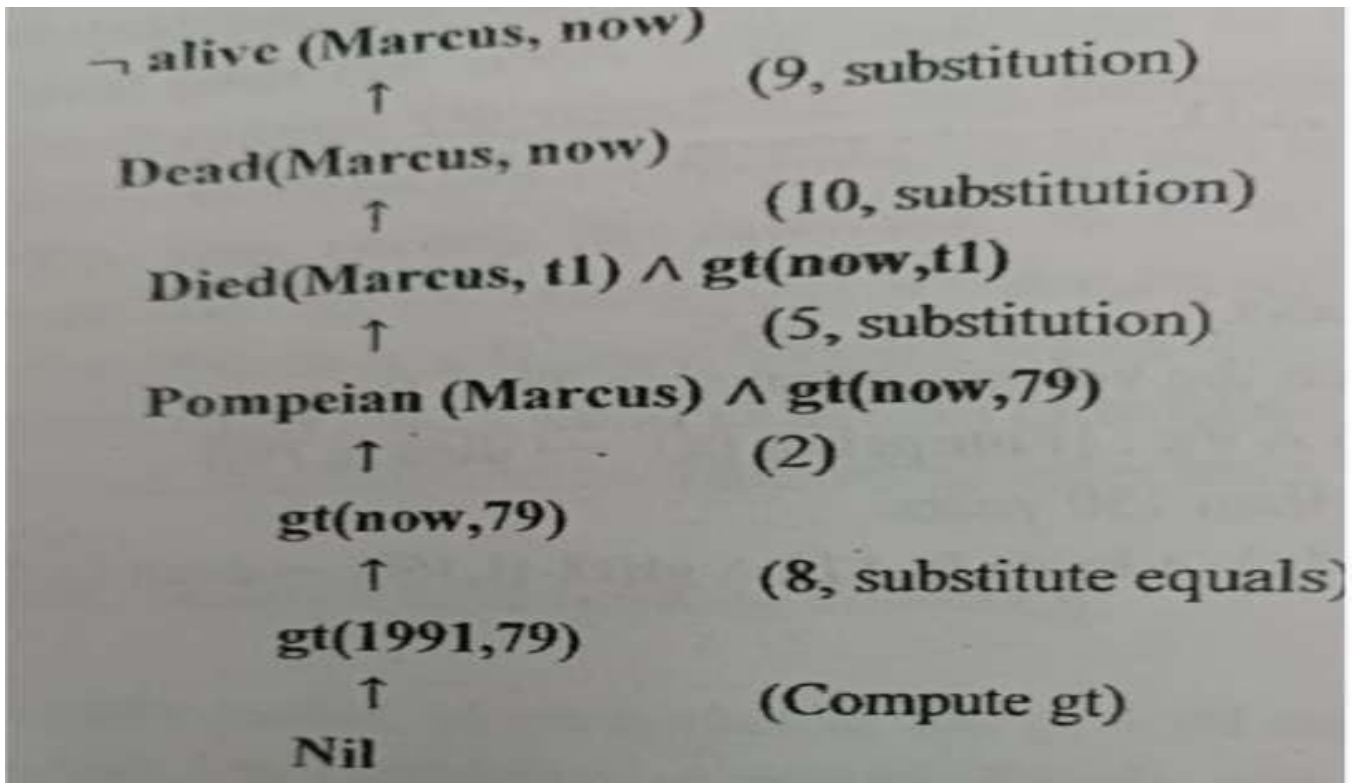 ¬ alive (Marcus, now)
↑ (9, substitution)
Dead(Marcus, now)
↑ (10, substitution)
Died(Marcus, t1) ∧ gt(now,t1)
↑ (5, substitution)
Pompeian (Marcus) ∧ gt(now,79)
↑ (2)
gt(now,79)
↑ (8, substitute equals)
gt(1991,79)
↑ (Compute gt)
Nil